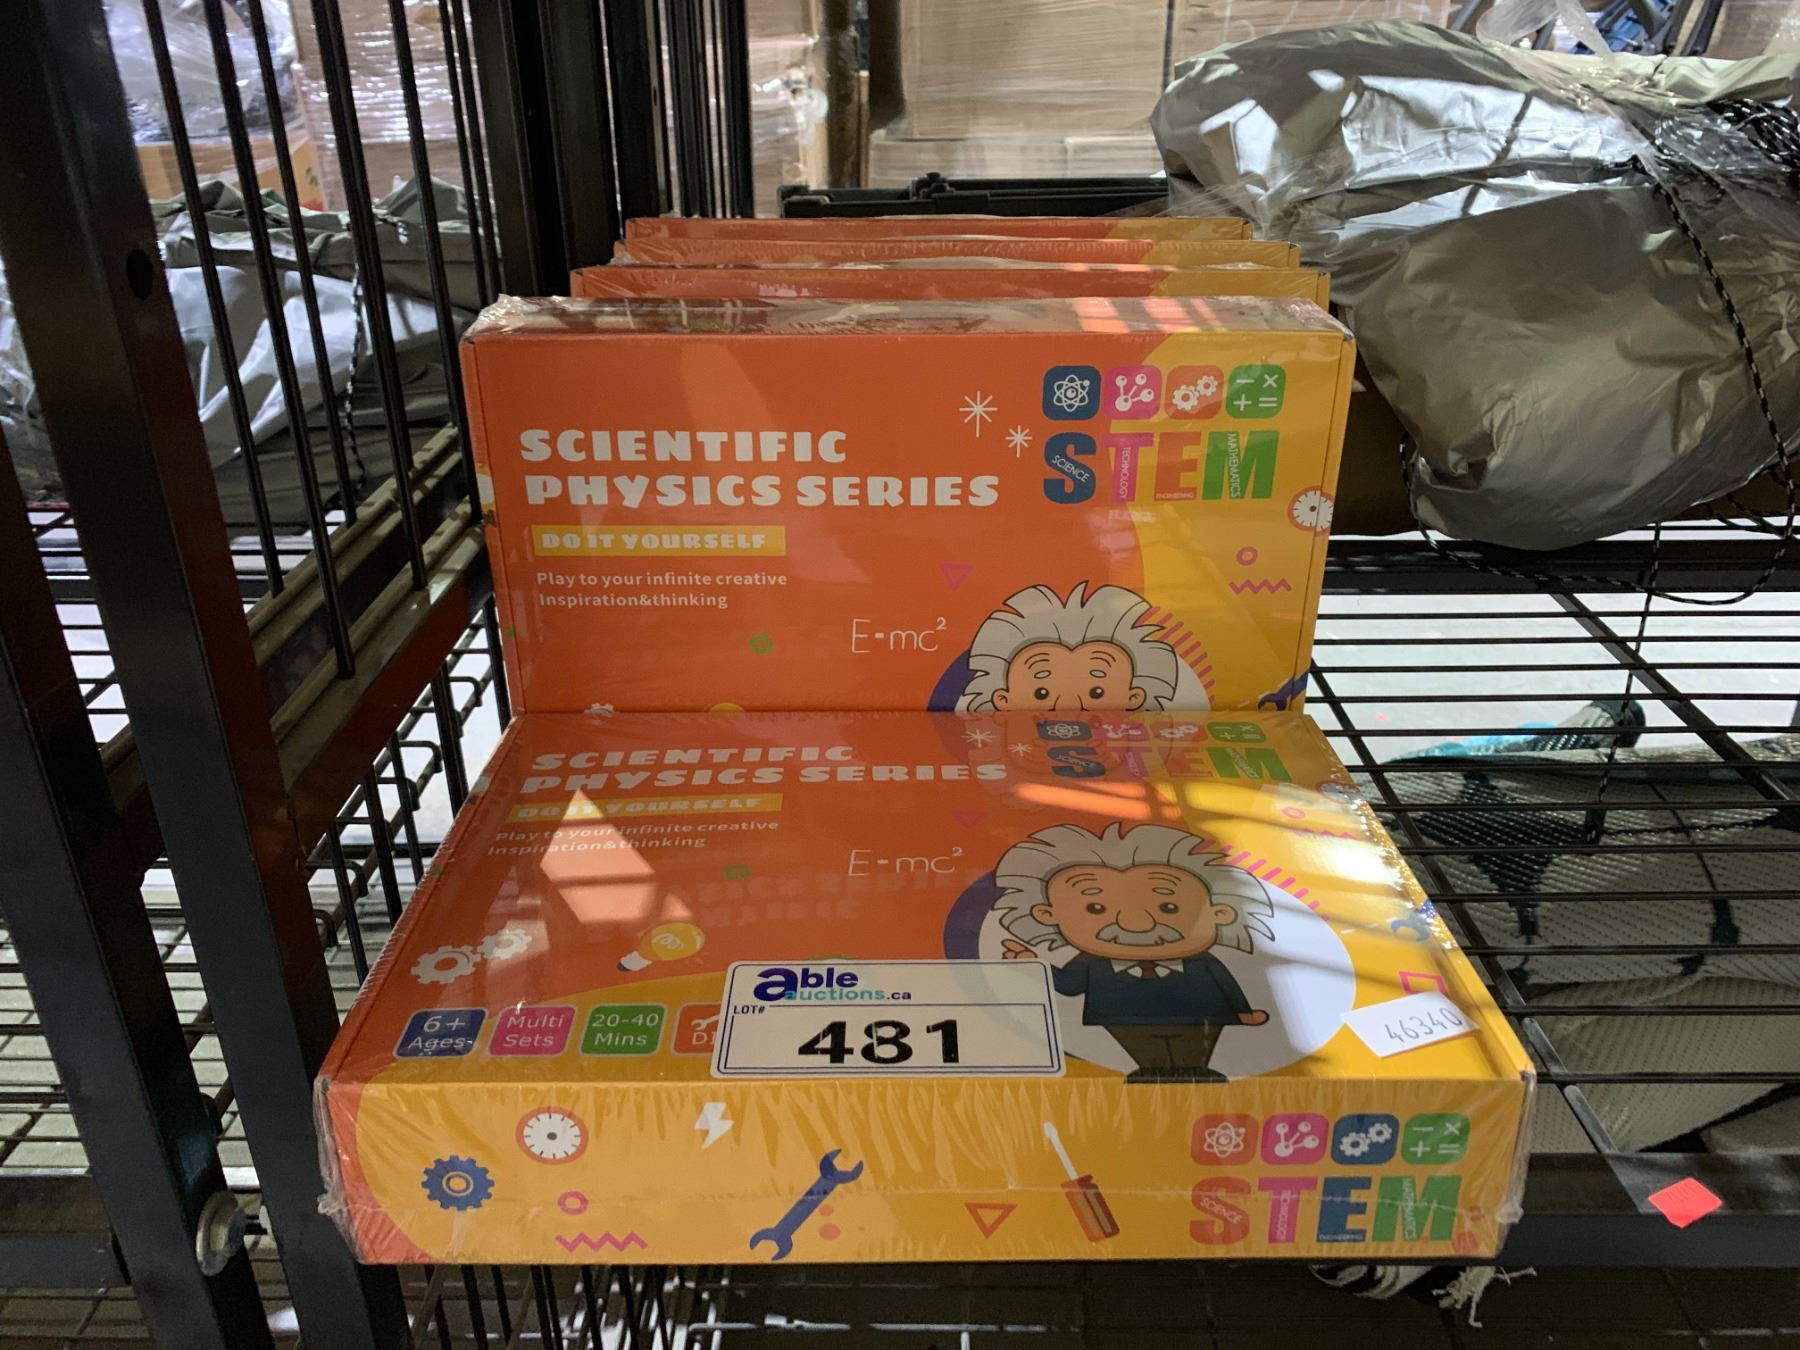 SCIENTIFIC
PHYSICS SERIES
DO IT YOURSELF
Play to your infinite creative
Inspiration&thinking
E=mc²
STEM
SCIENCE
TECHNOLOGY
ENGINEERING
MATHEMATICS
SCIENTIFIC
PHYSICS SERIES
DO IT YOURSELF
Play to your infinite creative
Inspiration&thinking
E=mc²
STEM
SCIENCE
6+
Ages
Multi
Sets
20-40
Mins
able
auctions.ca
LOT#
481
46340
STEM
SCIENCE
TECHNOLOGY
ENGINEERING
MATHEMATICS